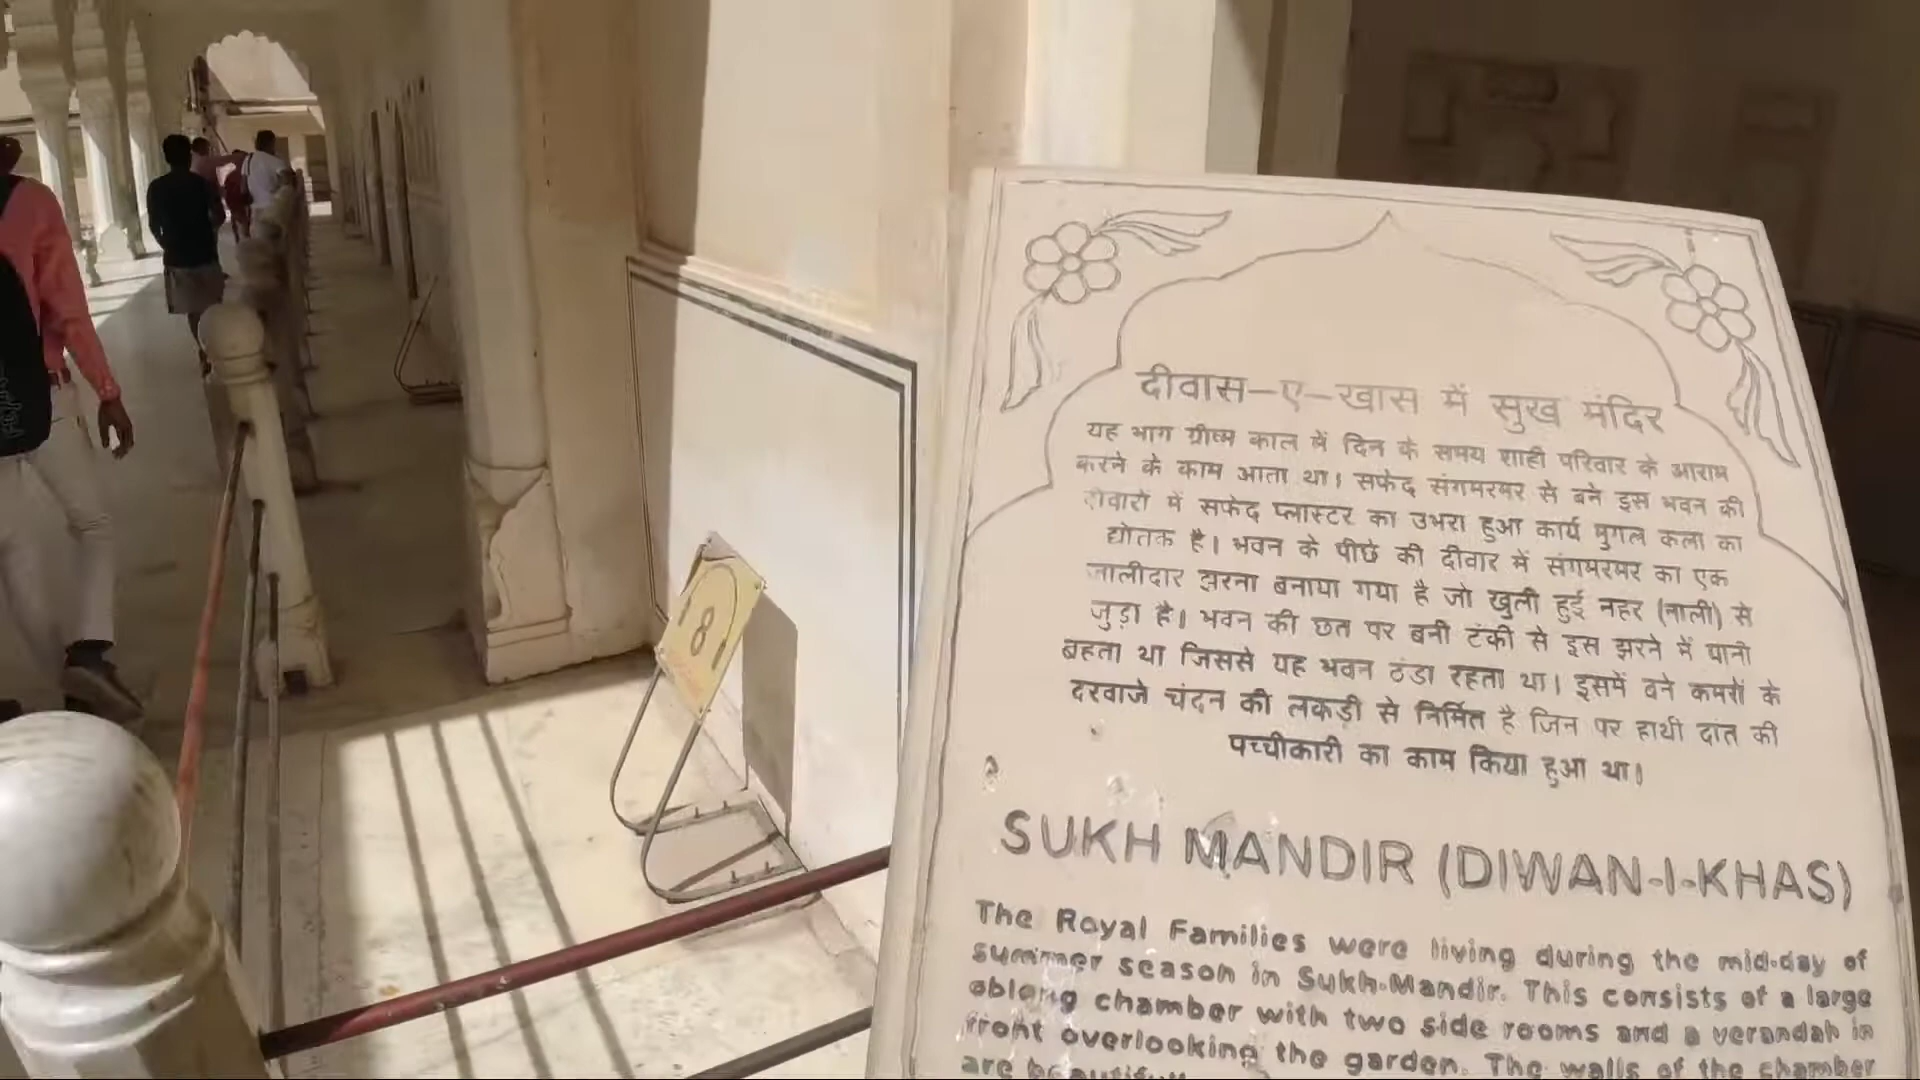 दीवास-ए-खास में सुख मंदिर
यह भाग ग्रीष्म काल में दिन के समय शाही परिवार के आराम
करने के काम आता था। सफेद संगमरमर से बने इस भवन की
दीवारों में सफेद प्लास्टर का उभरा हुआ कार्य मुगल कला का
द्योतक है। भवन के पीछे की दीवार में संगमरमर का एक
जालीदार झरना बनाया गया है जो खुली हुई नहर (नाली) से
जुड़ा है। भवन की छत पर बनी टंकी से इस झरने में पानी
बहता था जिससे यह भवन ठंडा रहता था। इसमें बने कमरों के
दरवाजे चंदन की लकड़ी से निर्मित है जिन पर हाथी दांत की
पच्चीकारी का काम किया हुआ था।
SUKH MANDIR (DIWAN-I-KHAS)
The Royal Families were living during the mid-day of
summer season in Sukh-Mandir. This consists of a large
oblong chamber with two side rooms and a verandah in
front overlooking the garden. The walls of the chamber
are
181